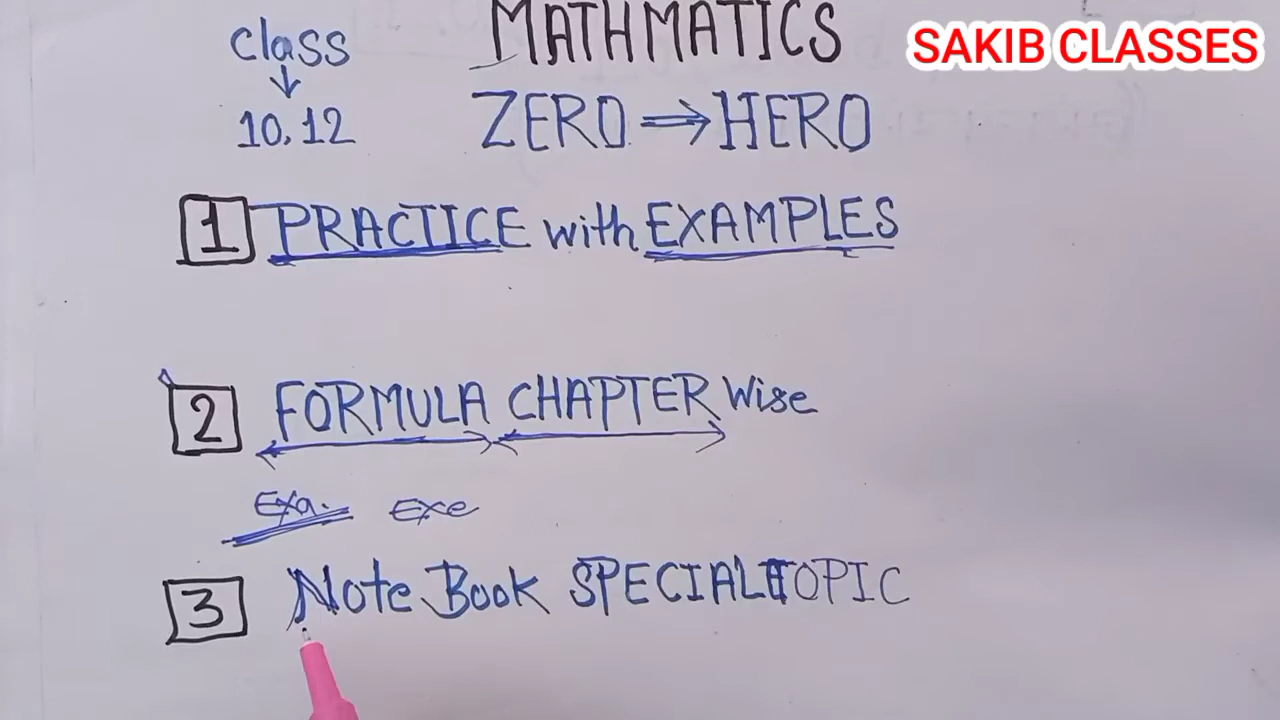 MATHMATICS
SAKIB CLASSES
class
10, 12
ZERO ⇒ HERO
1 PRACTICE with EXAMPLES
2 FORMULA CHAPTER Wise
Exa. Exe
3 Note Book SPECIAL TOPIC